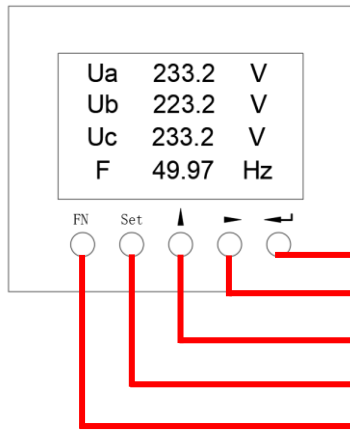 Ua 233.2 V
Ub 223.2 V
Uc 233.2 V
F 49.97 Hz
FN Set